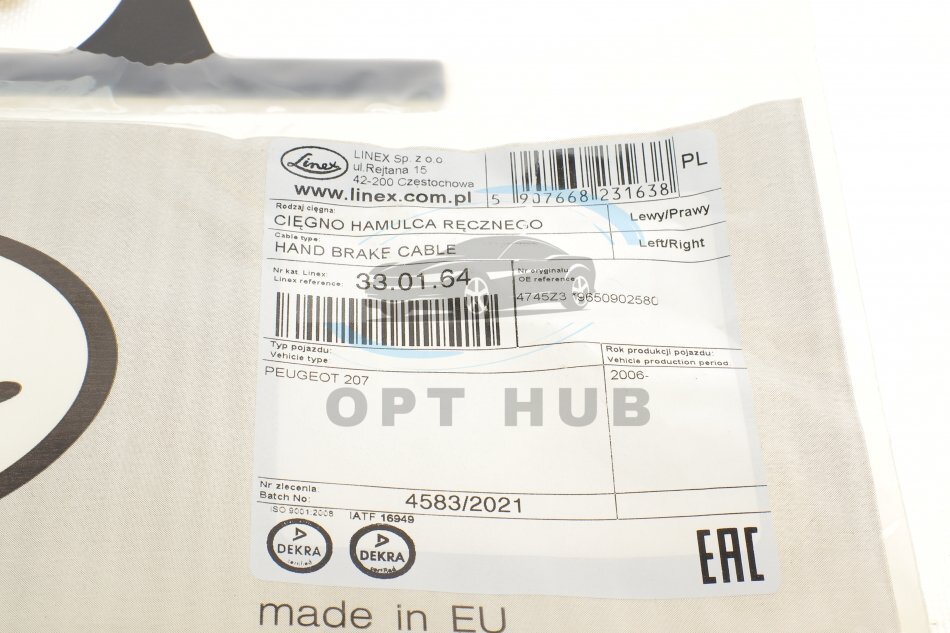 Linex
LINEX Sp. z o.o.
ul.Rejtana 15
42-200 Czestochowa
www.linex.com.pl
5 907668 231638
PL
Rodzaj cięgna:
CIĘGNO HAMULCA RĘCZNEGO
Lewy/Prawy
Cable type:
HAND BRAKE CABLE
Left/Right
Nr kat. Linex:
Linex reference:
33.01.64
Nr oryginału:
OE reference:
4745Z3 9650902580
Typ pojazdu:
Vehicle type
Rok produkcji pojazdu:
Vehicle production period
PEUGEOT 207
2006-
OPT HUB
Nr zlecenia:
Batch No:
4583/2021
ISO 9001:2008
IATF 16949
DEKRA
certified
DEKRA
certified
EAC
made in EU